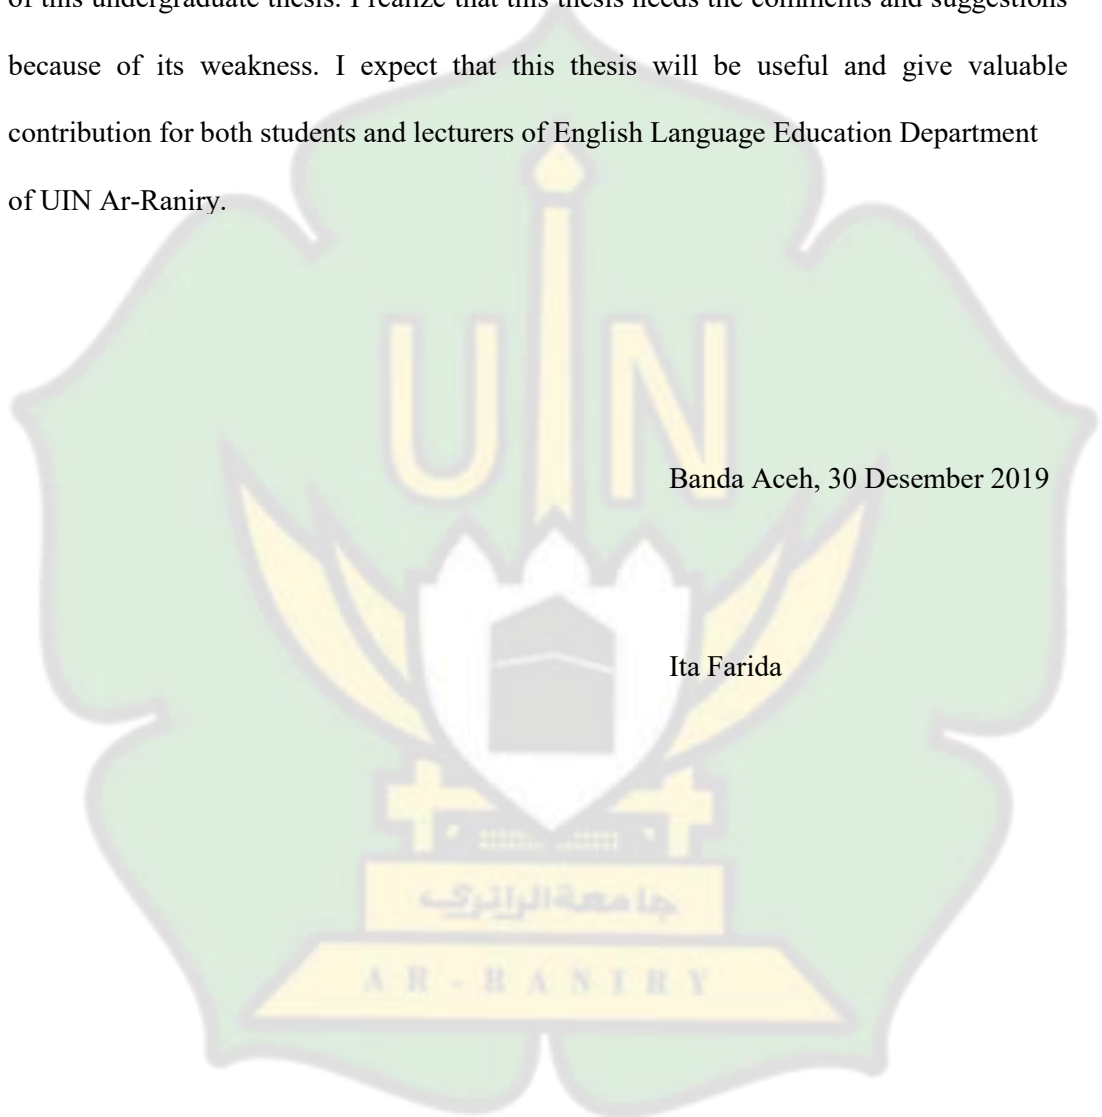 of this undergraduate thesis. I realize that this thesis needs the comments and suggestions
because of its weakness. I expect that this thesis will be useful and give valuable
contribution for both students and lecturers of English Language Education Department
of UIN Ar-Raniry.
UIN
Banda Aceh, 30 Desember 2019
Ita Farida
جامعة الرانري
AR-RANIRY